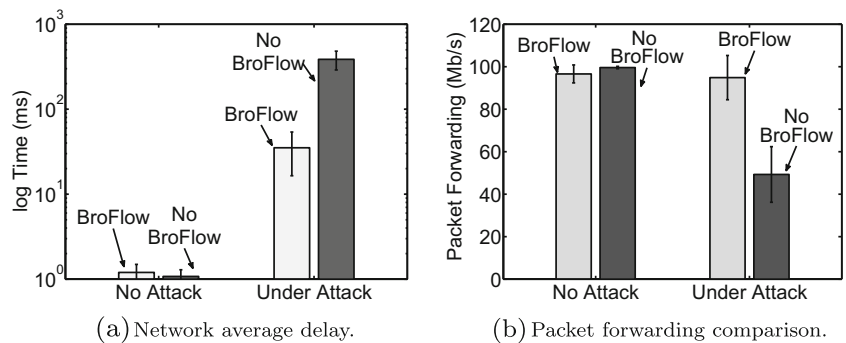 log Time (ms)
10³
10²
10¹
10⁰
No
BroFlow
BroFlow
BroFlow
No
BroFlow
No Attack
Under Attack
(a) Network average delay.
Packet Forwarding (Mb/s)
120
100
80
60
40
20
0
BroFlow
No
BroFlow
BroFlow
No
BroFlow
No Attack
Under Attack
(b) Packet forwarding comparison.